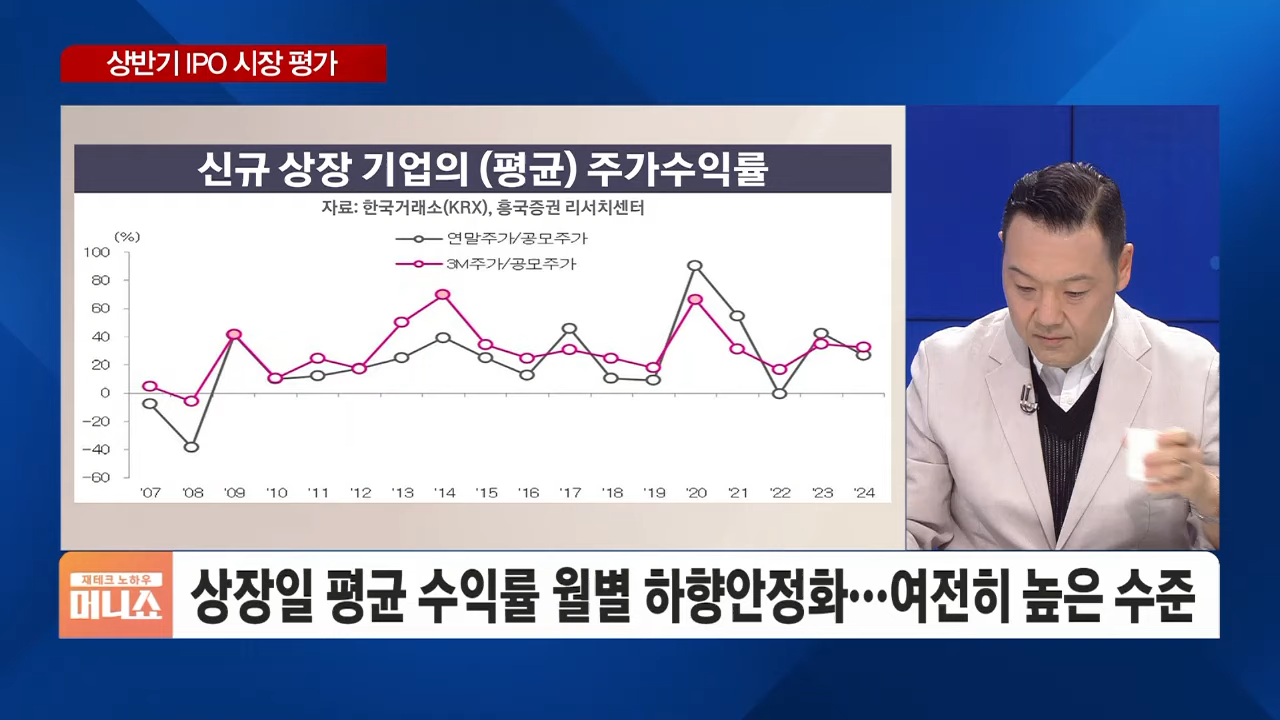 상반기 IPO 시장 평가
신규 상장 기업의 (평균) 주가수익률
자료: 한국거래소(KRX), 흥국증권 리서치센터
(%)
연말주가/공모주가
3M주가/공모주가
100
80
60
40
20
0
-20
-40
-60
'07 '08 '09 '10 '11 '12 '13 '14 '15 '16 '17 '18 '19 '20 '21 '22 '23 '24
재테크 노하우
머니쇼
상장일 평균 수익률 월별 하향안정화…여전히 높은 수준